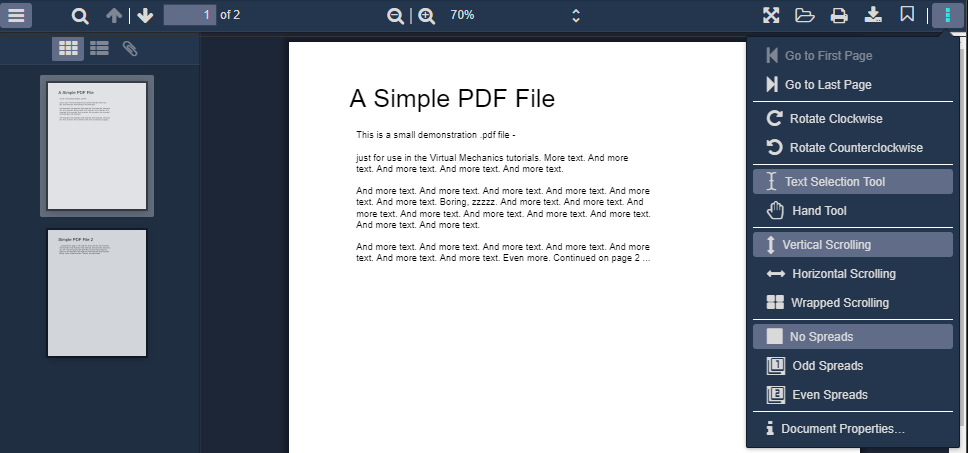 1 of 2
70%
A Simple PDF File
Simple PDF File 2
A Simple PDF File
This is a small demonstration .pdf file -
just for use in the Virtual Mechanics tutorials. More text. And more
text. And more text. And more text. And more text.
And more text. And more text. And more text. And more text. And more
text. And more text. Boring, zzzzz. And more text. And more text. And
more text. And more text. And more text. And more text. And more text.
And more text. And more text.
And more text. And more text. And more text. And more text. And more
text. And more text. And more text. Even more. Continued on page 2 ...
Go to First Page
Go to Last Page
Rotate Clockwise
Rotate Counterclockwise
Text Selection Tool
Hand Tool
Vertical Scrolling
Horizontal Scrolling
Wrapped Scrolling
No Spreads
1 Odd Spreads
2 Even Spreads
Document Properties...